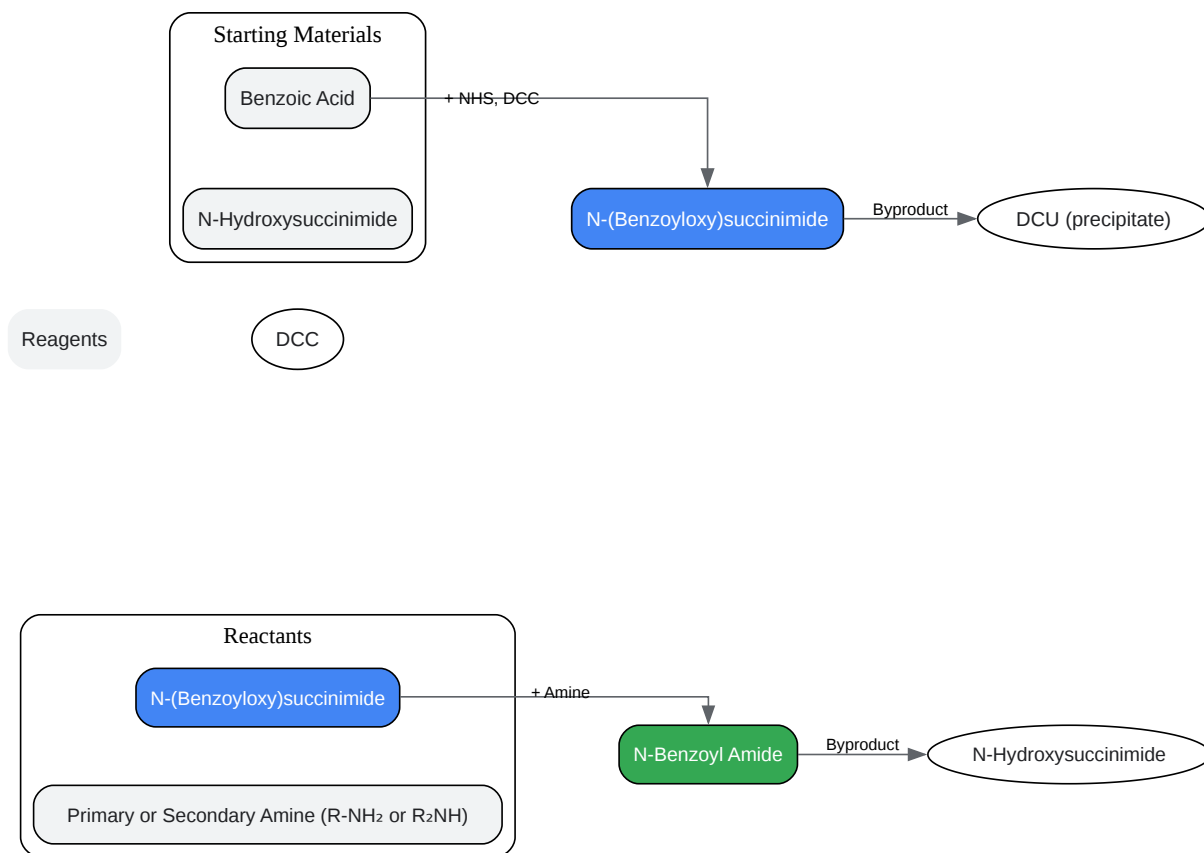 Starting Materials
Benzoic Acid
+ NHS, DCC
N-Hydroxysuccinimide
N-(Benzoyloxy)succinimide
Byproduct
DCU (precipitate)
Reagents
DCC
Reactants
N-(Benzoyloxy)succinimide
+ Amine
N-Benzoyl Amide
Byproduct
N-Hydroxysuccinimide
Primary or Secondary Amine (R-NH₂ or R₂NH)